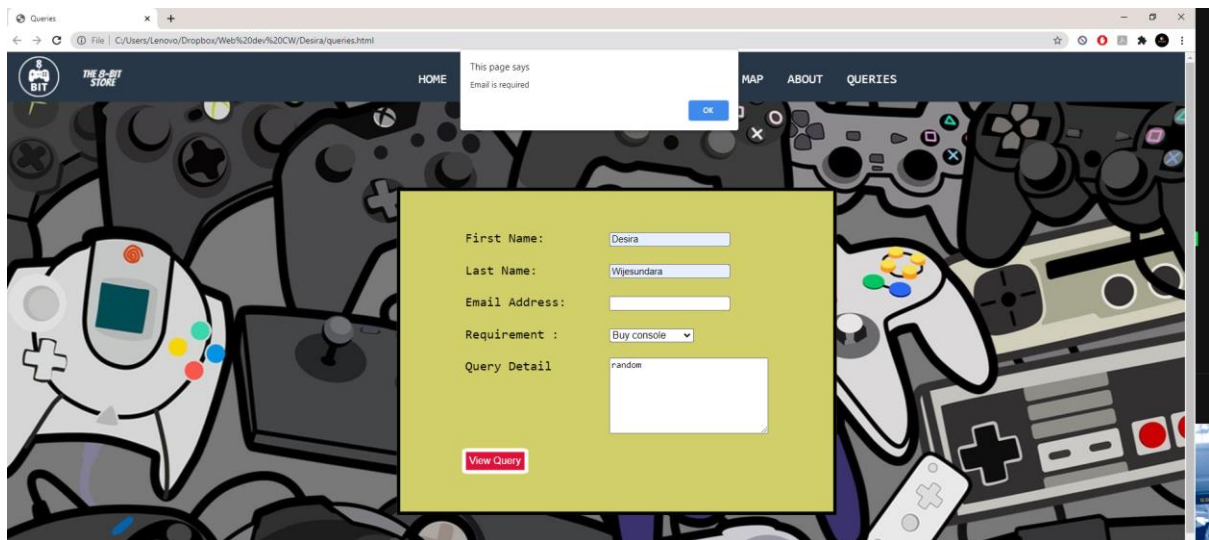 Queries
File | C:/Users/Lenovo/Dropbox/Web%20dev%20CW/Desira/queries.html
8
BIT
THE 8-BIT
STORE
HOME
MAP
ABOUT
QUERIES
This page says
Email is required
OK
First Name:
Desira
Last Name:
Wijesundara
Email Address:
Requirement :
Buy console
Query Detail
random
View Query